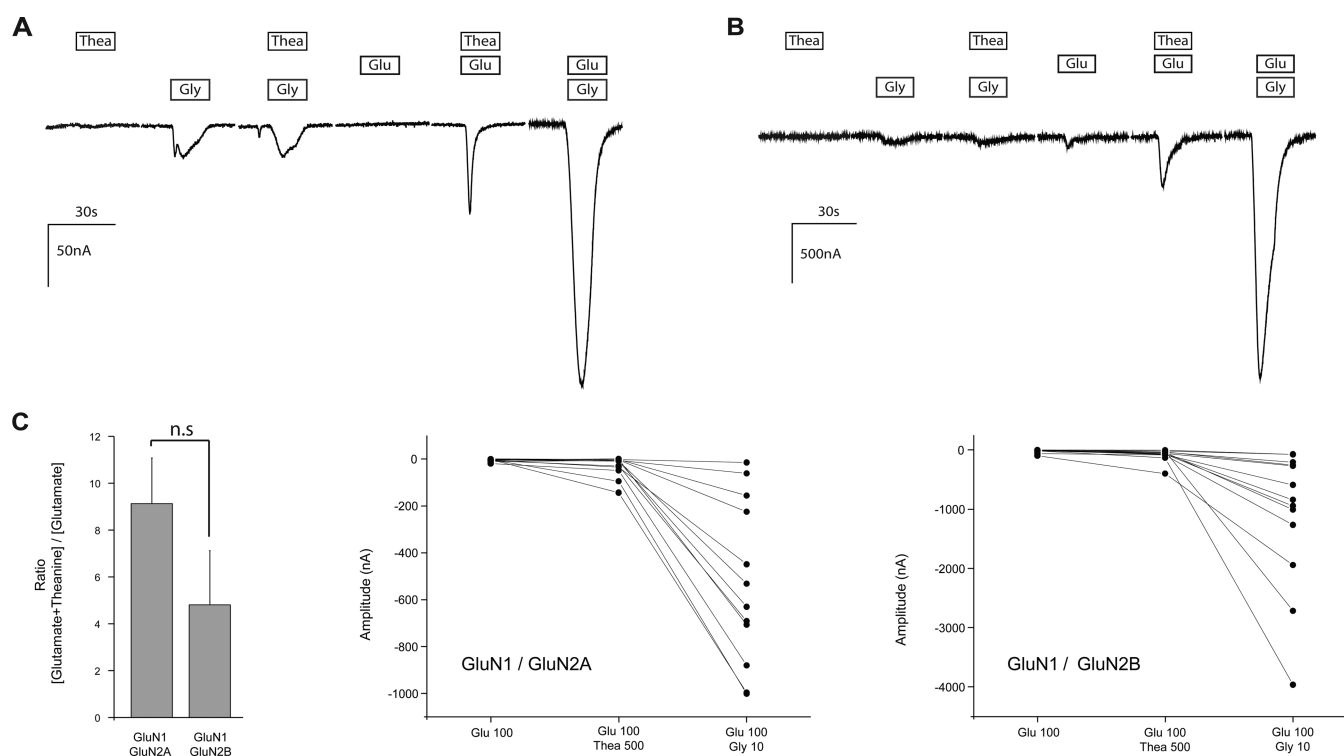 A
Thea Thea Thea
Glu Glu Glu
Gly Gly Gly
30s
50nA
B
Thea Thea Thea
Glu Glu Glu
Gly Gly Gly
30s
500nA
C
n.s
12
10
8
6
4
2
0
Ratio
[Glutamate+Theanine] / [Glutamate]
GluN1 GluN1
GluN2A GluN2B
0
-200
-400
-600
-800
-1000
Amplitude (nA)
GluN1 / GluN2A
Glu 100 Glu 100 Glu 100
Thea 500 Gly 10
0
-1000
-2000
-3000
-4000
Amplitude (nA)
GluN1 / GluN2B
Glu 100 Glu 100 Glu 100
Thea 500 Gly 10